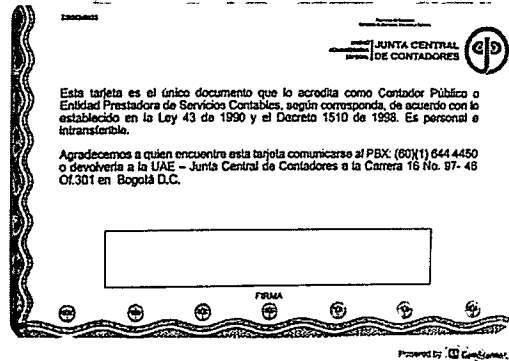 JUNTA CENTRAL
DE CONTADORES
Esta tarjeta es el único documento que lo acredita como Contador Público o
Entidad Prestadora de Servicios Contables, según corresponda, de acuerdo con lo
establecido en la Ley 43 de 1990 y el Decreto 1510 de 1998. Es personal e
intransferible.
Agradecemos a quien encuentre esta tarjeta comunicarse al PBX: (60)(1) 644 4450
o devolverla a la UAE – Junta Central de Contadores a la Carrera 16 No. 97- 46
Of.301 en Bogotá D.C.
FIRMA
Powered by CamScanner